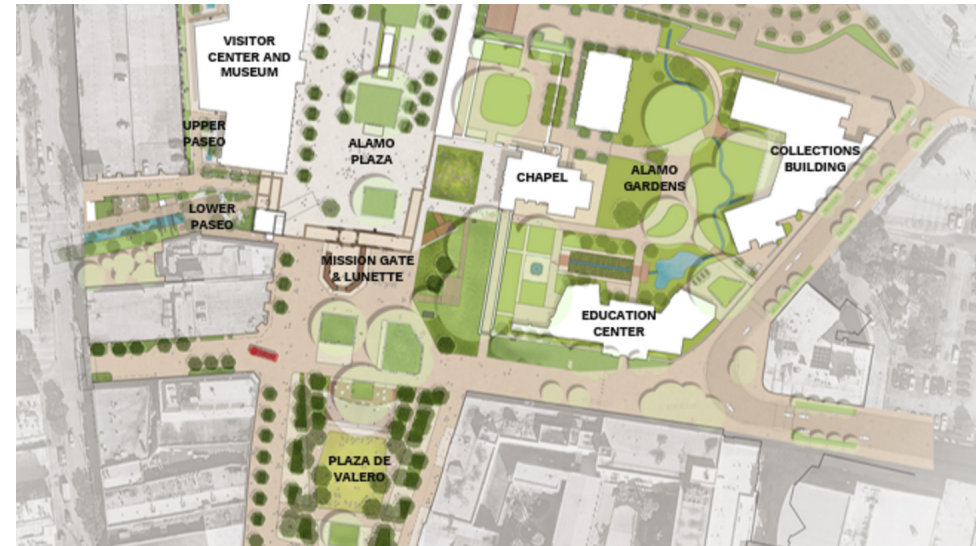 VISITOR
CENTER AND
MUSEUM
UPPER
PASEO
ALAMO
PLAZA
COLLECTIONS
BUILDING
CHAPEL
ALAMO
GARDENS
LOWER
PASEO
MISSION GATE
& LUNETTE
EDUCATION
CENTER
PLAZA DE
VALERO